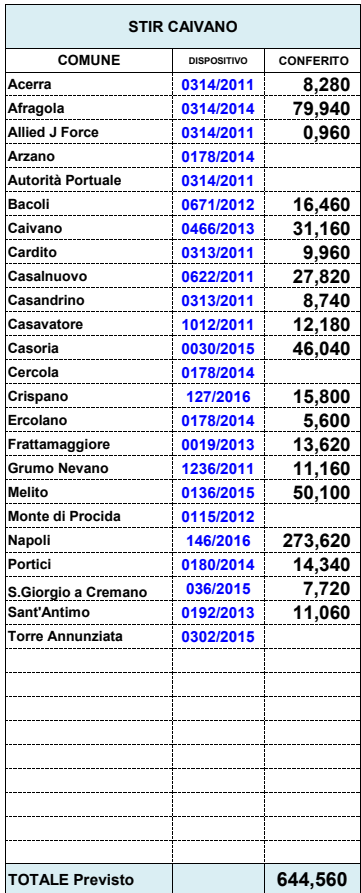 STIR CAIVANO
COMUNE DISPOSITIVO CONFERITO
Acerra 0314/2011 8,280
Afragola 0314/2014 79,940
Allied J Force 0314/2011 0,960
Arzano 0178/2014
Autorità Portuale 0314/2011
Bacoli 0671/2012 16,460
Caivano 0466/2013 31,160
Cardito 0313/2011 9,960
Casalnuovo 0622/2011 27,820
Casandrino 0313/2011 8,740
Casavatore 1012/2011 12,180
Casoria 0030/2015 46,040
Cercola 0178/2014
Crispano 127/2016 15,800
Ercolano 0178/2014 5,600
Frattamaggiore 0019/2013 13,620
Grumo Nevano 1236/2011 11,160
Melito 0136/2015 50,100
Monte di Procida 0115/2012
Napoli 146/2016 273,620
Portici 0180/2014 14,340
S.Giorgio a Cremano 036/2015 7,720
Sant'Antimo 0192/2013 11,060
Torre Annunziata 0302/2015
TOTALE Previsto 644,560